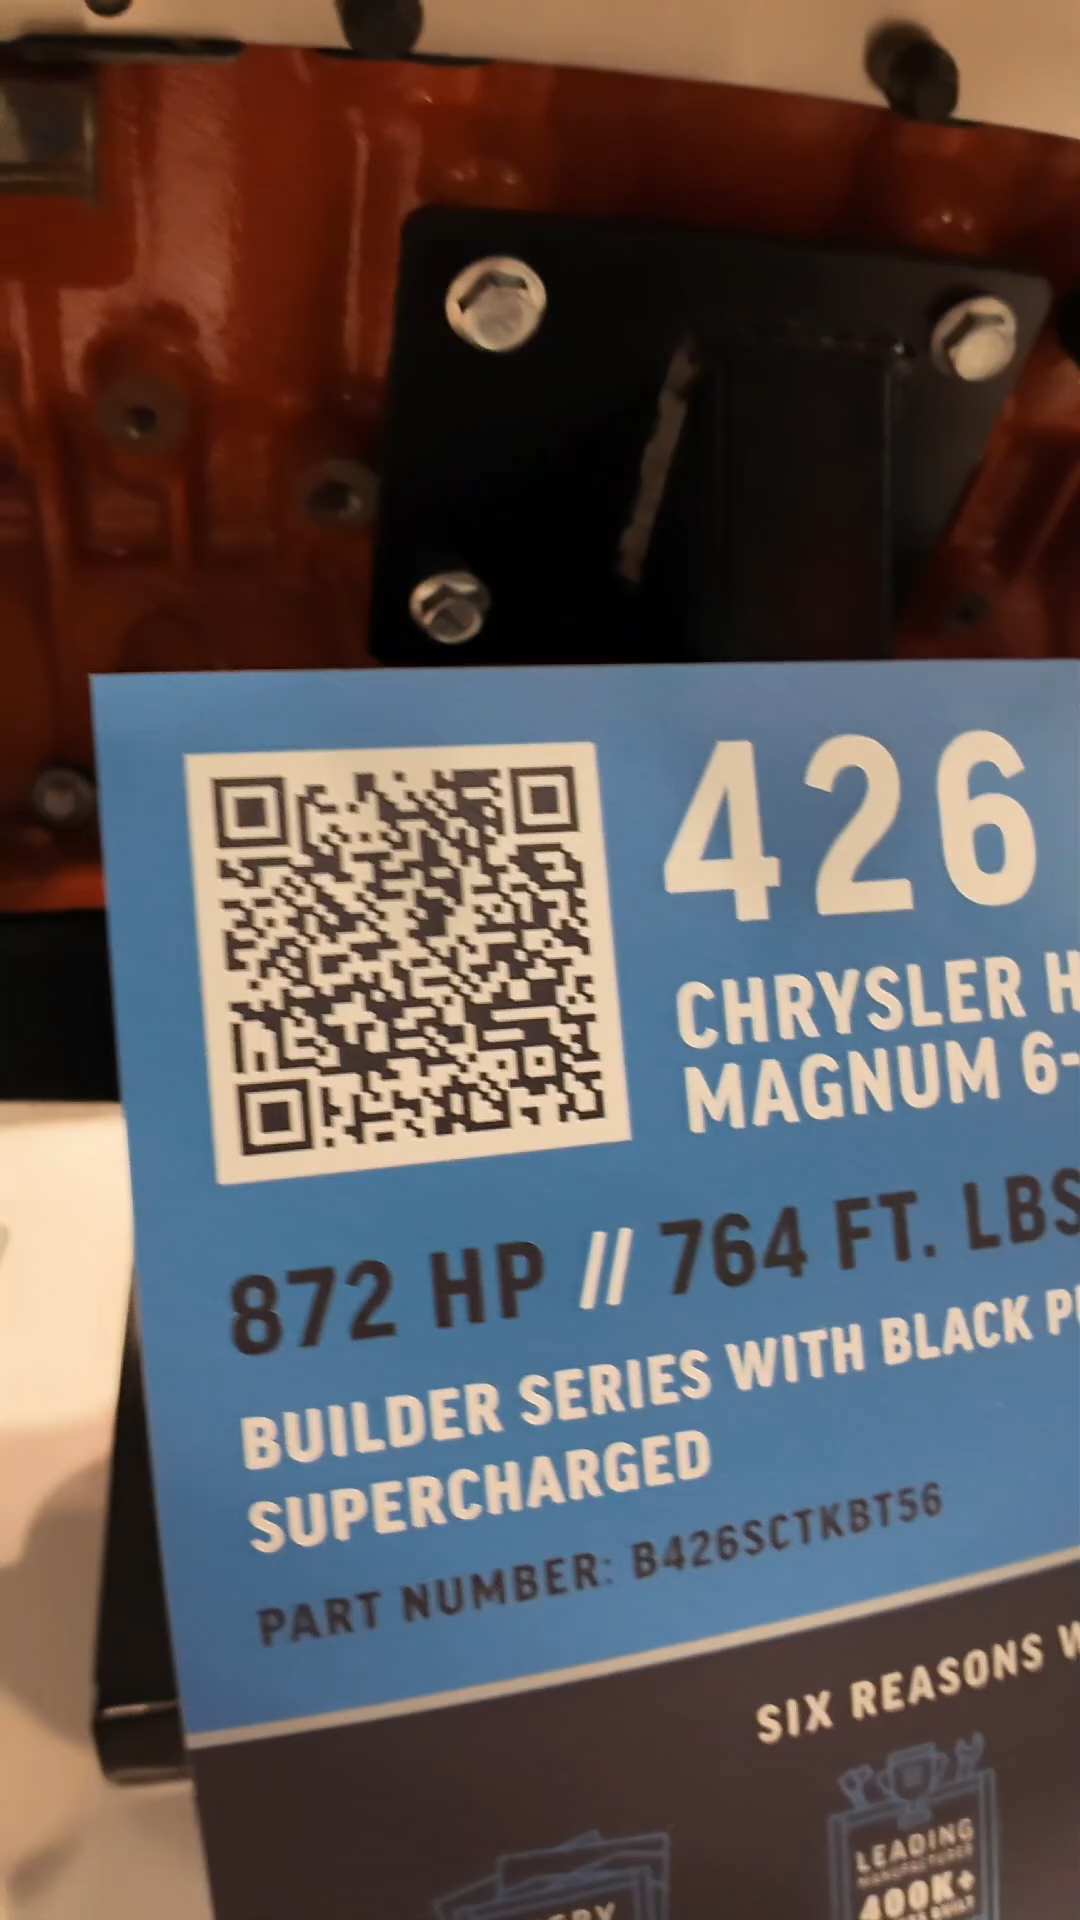 426
CHRYSLER
MAGNUM 6-
872 HP // 764 FT. LBS
BUILDER SERIES WITH BLACK
SUPERCHARGED
PART NUMBER: B426SCTKBT56
SIX REASONS
LEADING
MANUFACTURER
400K+